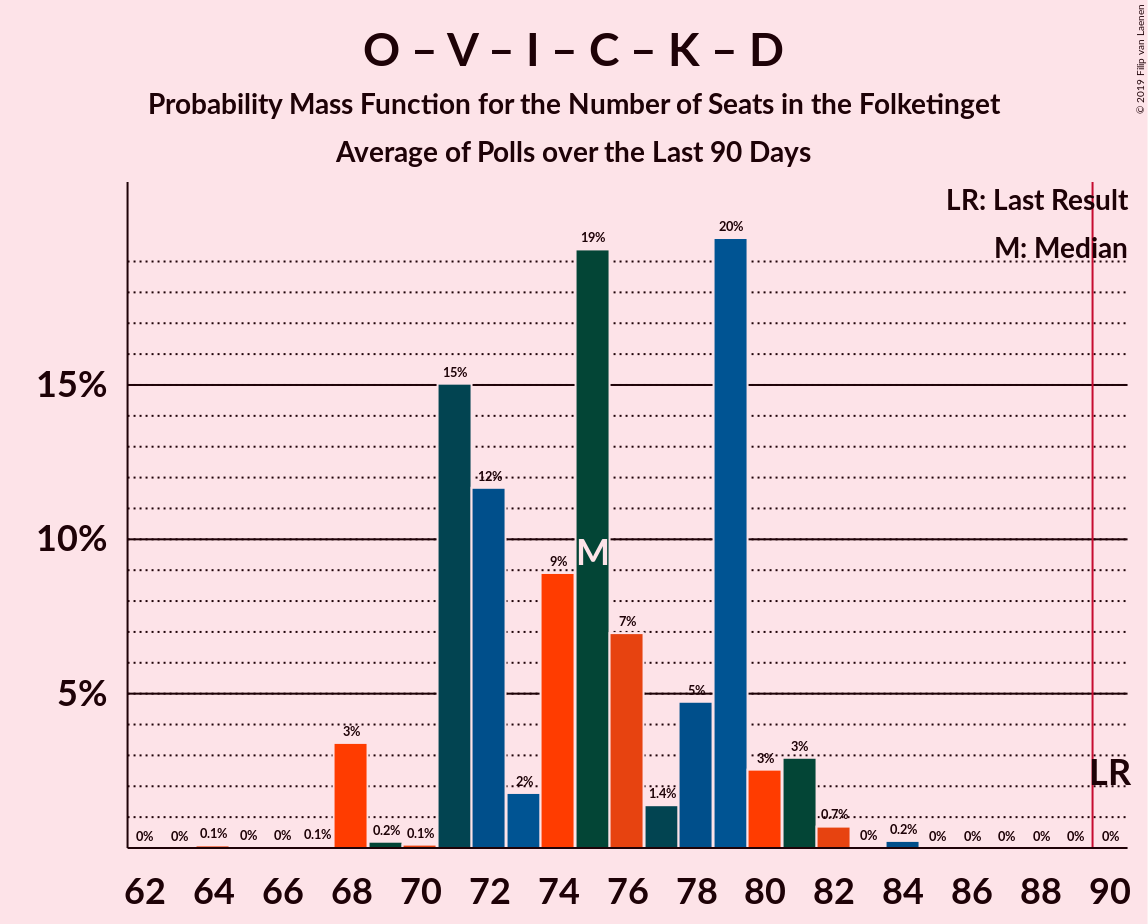 O – V – I – C – K – D
Probability Mass Function for the Number of Seats in the Folketinget
Average of Polls over the Last 90 Days
© 2019 Filip van Laenen
LR: Last Result
M: Median
20%
19%
15%
15%
12%
10%
9%
M
7%
5%
5%
3%
3%
3%
2%
1.4%
LR
0.7%
0% 0% 0.1% 0% 0% 0.1% 0.2% 0.1% 0% 0.2% 0% 0% 0% 0% 0% 0%
62 64 66 68 70 72 74 76 78 80 82 84 86 88 90